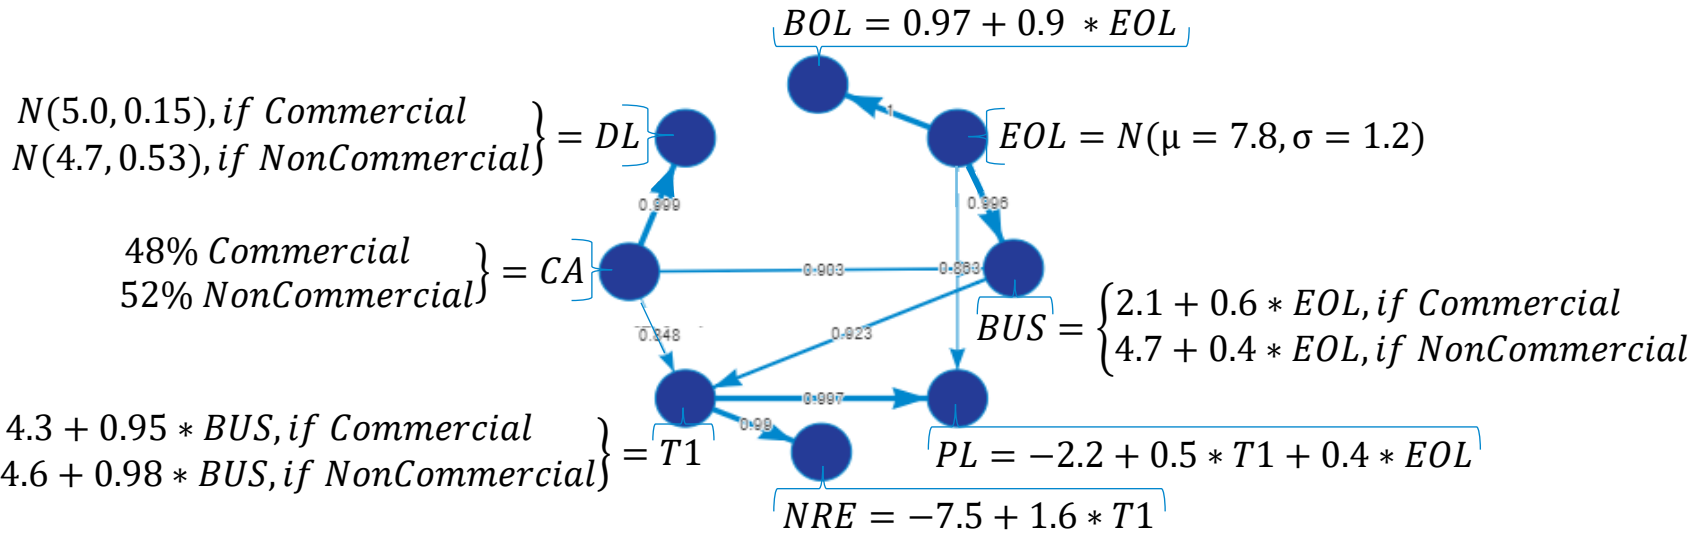 BOL = 0.97 + 0.9 * EOL
N(5.0, 0.15), if Commercial
N(4.7, 0.53), if NonCommercial} = DL
1
EOL = N(μ = 7.8, σ = 1.2)
0.999
0.996
48% Commercial
52% NonCommercial} = CA
0.903
0.863
BUS = {2.1 + 0.6 * EOL, if Commercial
4.7 + 0.4 * EOL, if NonCommercial
0.848
0.923
0.997
0.99
4.3 + 0.95 * BUS, if Commercial
4.6 + 0.98 * BUS, if NonCommercial} = T1
PL = −2.2 + 0.5 * T1 + 0.4 * EOL
NRE = −7.5 + 1.6 * T1